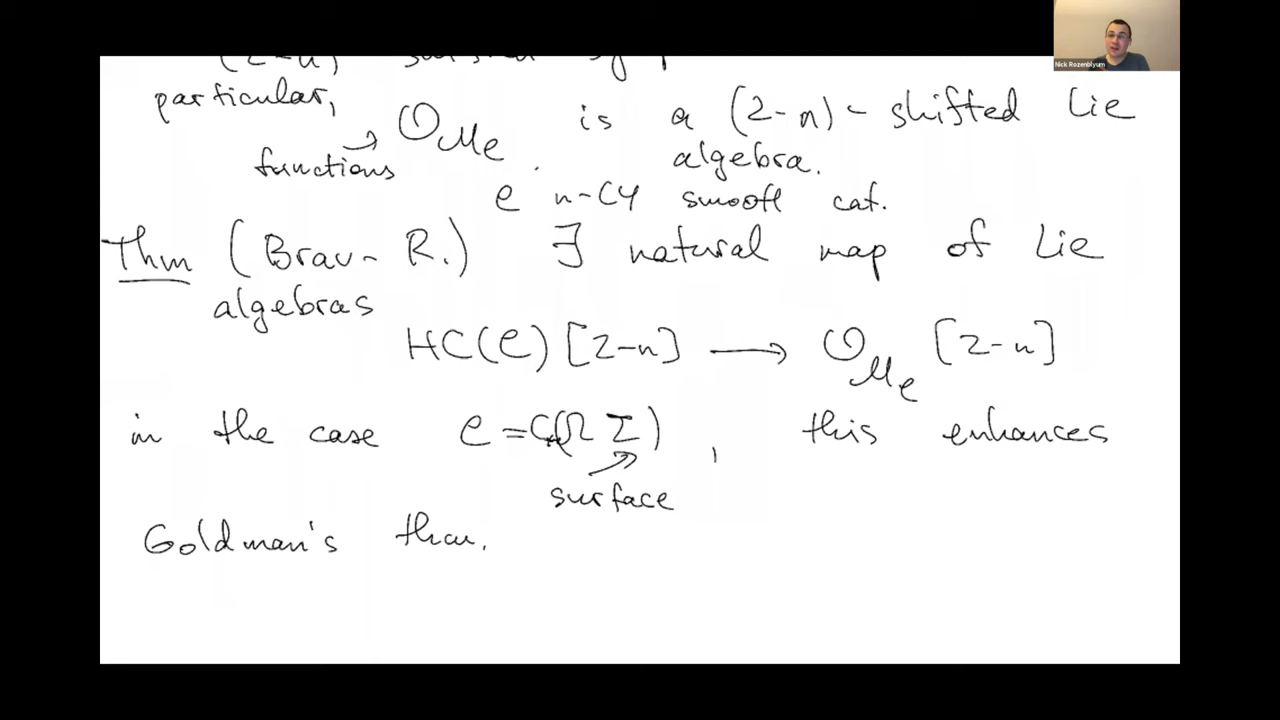 particular,
functions → O_{M_e} is a (2-n) - shifted Lie
algebra.
e n-CY smooth cat.
Thm (Brav- R.) ∃ natural map of Lie
algebras
HC(e)[2-n] ⟶ O_{M_e} [2-n]
in the case e = C_*(Ω Σ) , this enhances
surface
Goldman's thm.
Nick Rozenblyum